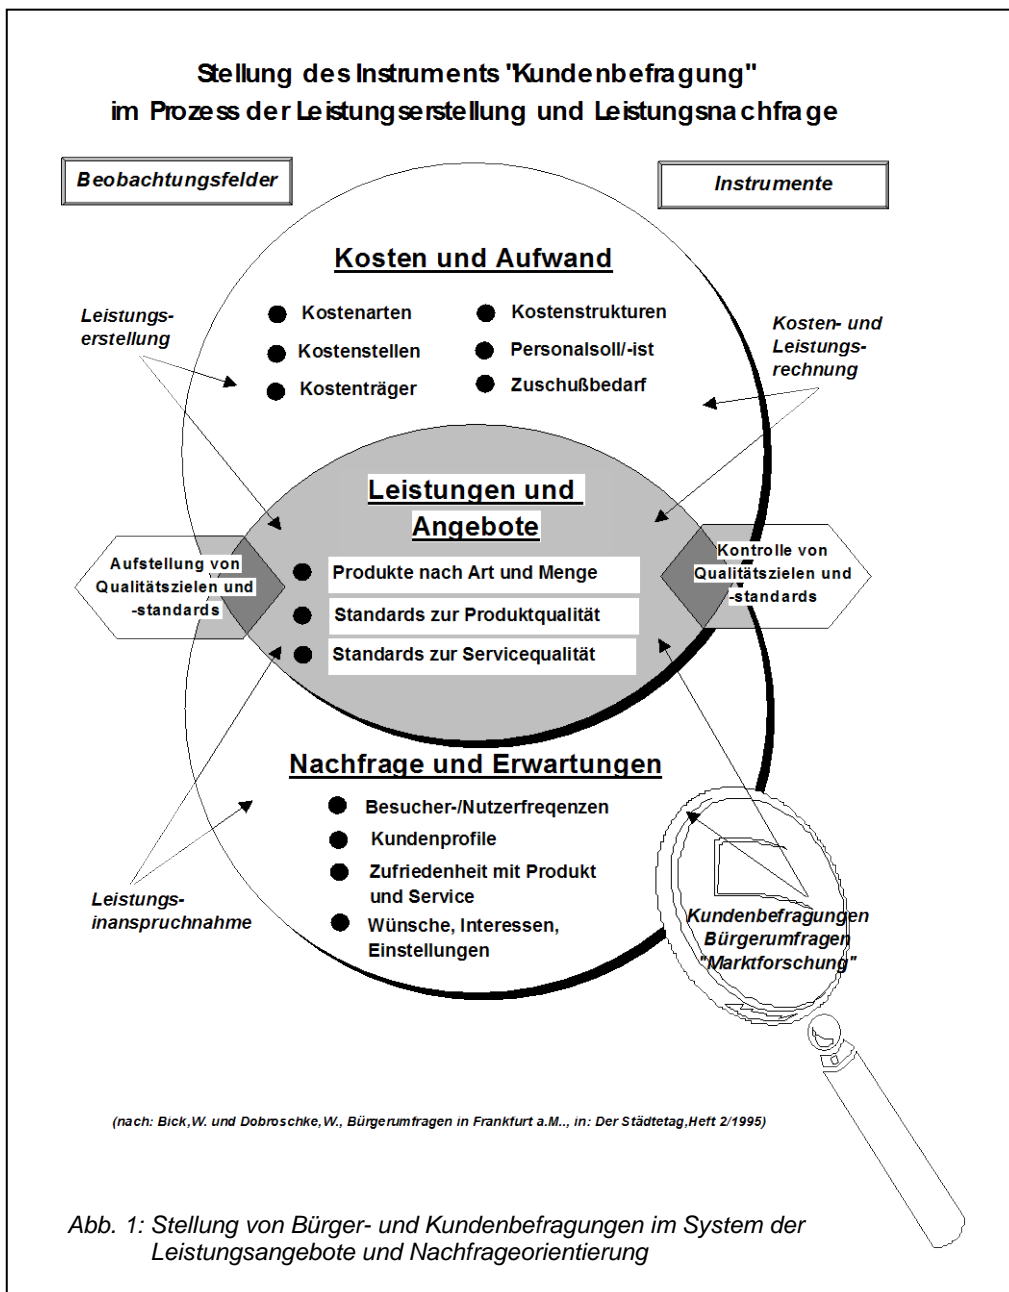 Stellung des Instruments "Kundenbefragung"
im Prozess der Leistungserstellung und Leistungsnachfrage
Beobachtungsfelder
Instrumente
Kosten und Aufwand
Kostenarten
Kostenstellen
Kostenträger
Kostenstrukturen
Personalsoll/-ist
Zuschußbedarf
Leistungs-
erstellung
Kosten- und
Leistungs-
rechnung
Leistungen und
Angebote
Produkte nach Art und Menge
Standards zur Produktqualität
Standards zur Servicequalität
Aufstellung von
Qualitätszielen und
-standards
Kontrolle von
Qualitätszielen und
-standards
Nachfrage und Erwartungen
Besucher-/Nutzerfreqenzen
Kundenprofile
Zufriedenheit mit Produkt
und Service
Wünsche, Interessen,
Einstellungen
Leistungs-
inanspruchnahme
Kundenbefragungen
Bürgerumfragen
"Marktforschung"
(nach: Bick,W. und Dobroschke,W., Bürgerumfragen in Frankfurt a.M.., in: Der Städtetag,Heft 2/1995)
Abb. 1: Stellung von Bürger- und Kundenbefragungen im System der
Leistungsangebote und Nachfrageorientierung